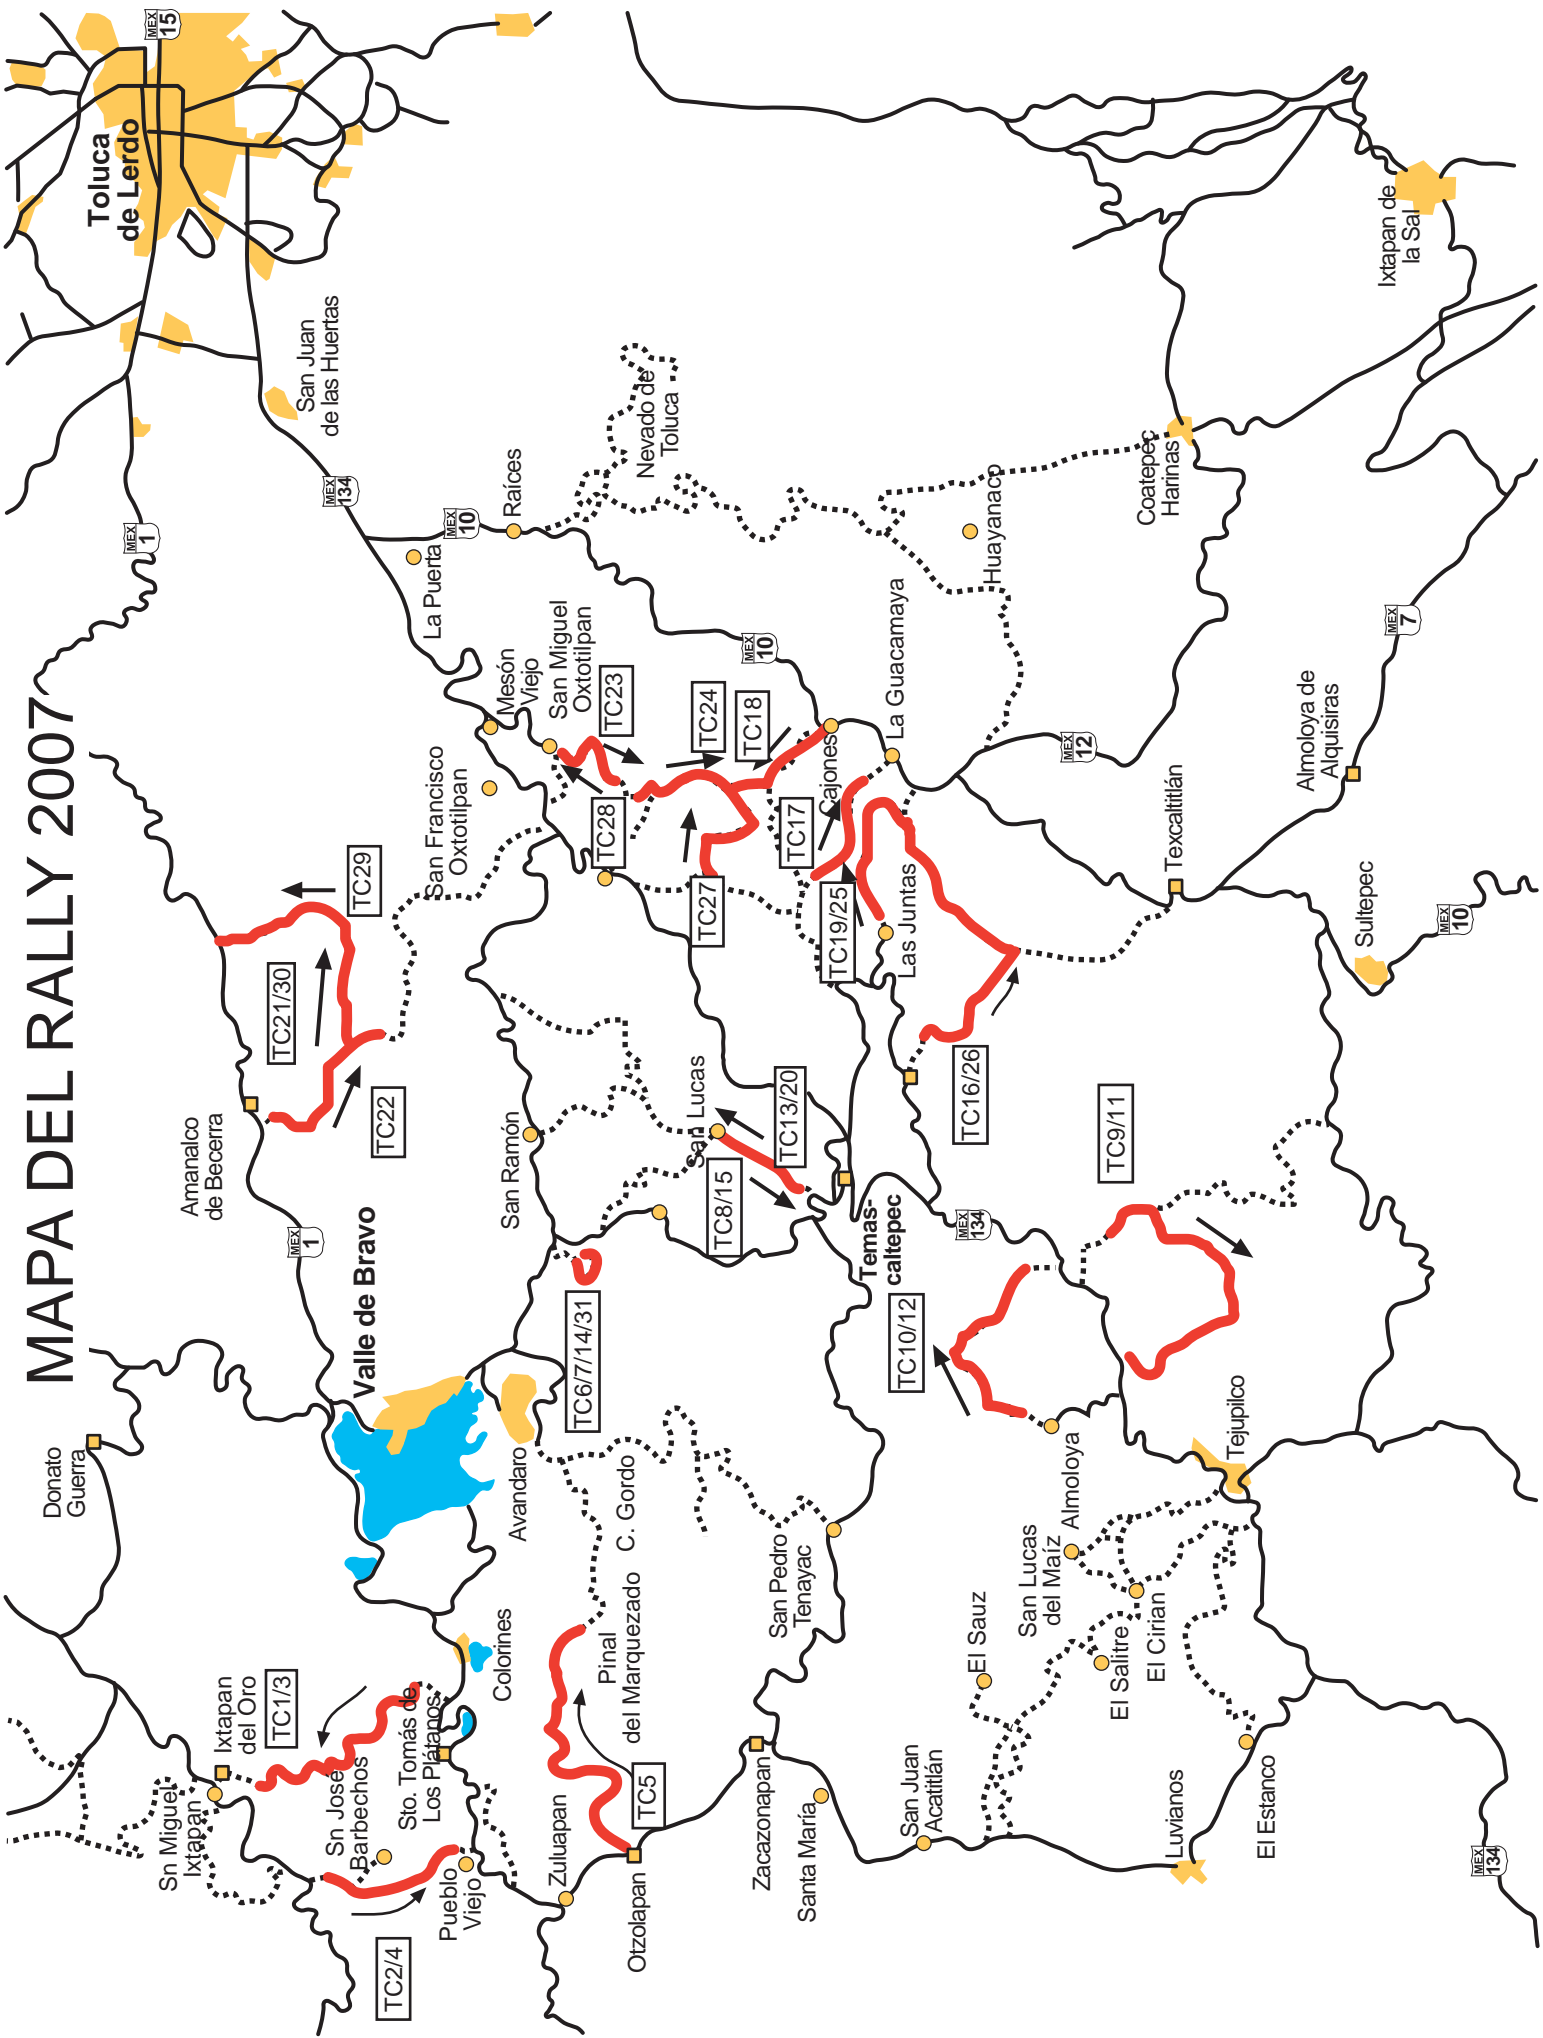 MAPA DEL RALLY 2007
MEX
15
Toluca
de Lerdo
San Juan
de las Huertas
MEX
1
MEX
134
MEX
10
Raíces
La Puerta
Nevado de
Toluca
Mesón
Viejo
San Miguel
Oxtotilpan
San Francisco
Oxtotilpan
TC23
TC24
TC18
MEX
10
Cajones
La Guacamaya
Huayanaco
Coatepec
Harinas
Ixtapan de
la Sal
MEX
7
MEX
12
Almoloya de
Alquisiras
Texcaltitlán
Sultepec
MEX
10
TC28
TC27
TC17
TC19/25
Las Juntas
TC16/26
TC29
TC21/30
TC22
Amanalco
de Becerra
MEX
1
San Ramón
San Lucas
TC13/20
TC8/15
Temas-
caltepec
MEX
134
TC9/11
TC10/12
Valle de Bravo
TC6/7/14/31
Donato
Guerra
Avandaro
C. Gordo
Pinal
del Marquezado
San Pedro
Tenayac
Almoloya
Tejupilco
San Lucas
del Maíz
El Cirian
El Salitre
El Sauz
Colorines
Ixtapan
del Oro
TC1/3
Sn Miguel
Ixtapan
Sn José
Barbechos
Sto. Tomás de
Los Plátanos
Pueblo
Viejo
TC2/4
Zuluapan
TC5
Otzolapan
Zacazonapan
Santa María
San Juan
Acatitlán
Luvianos
El Estanco
MEX
134